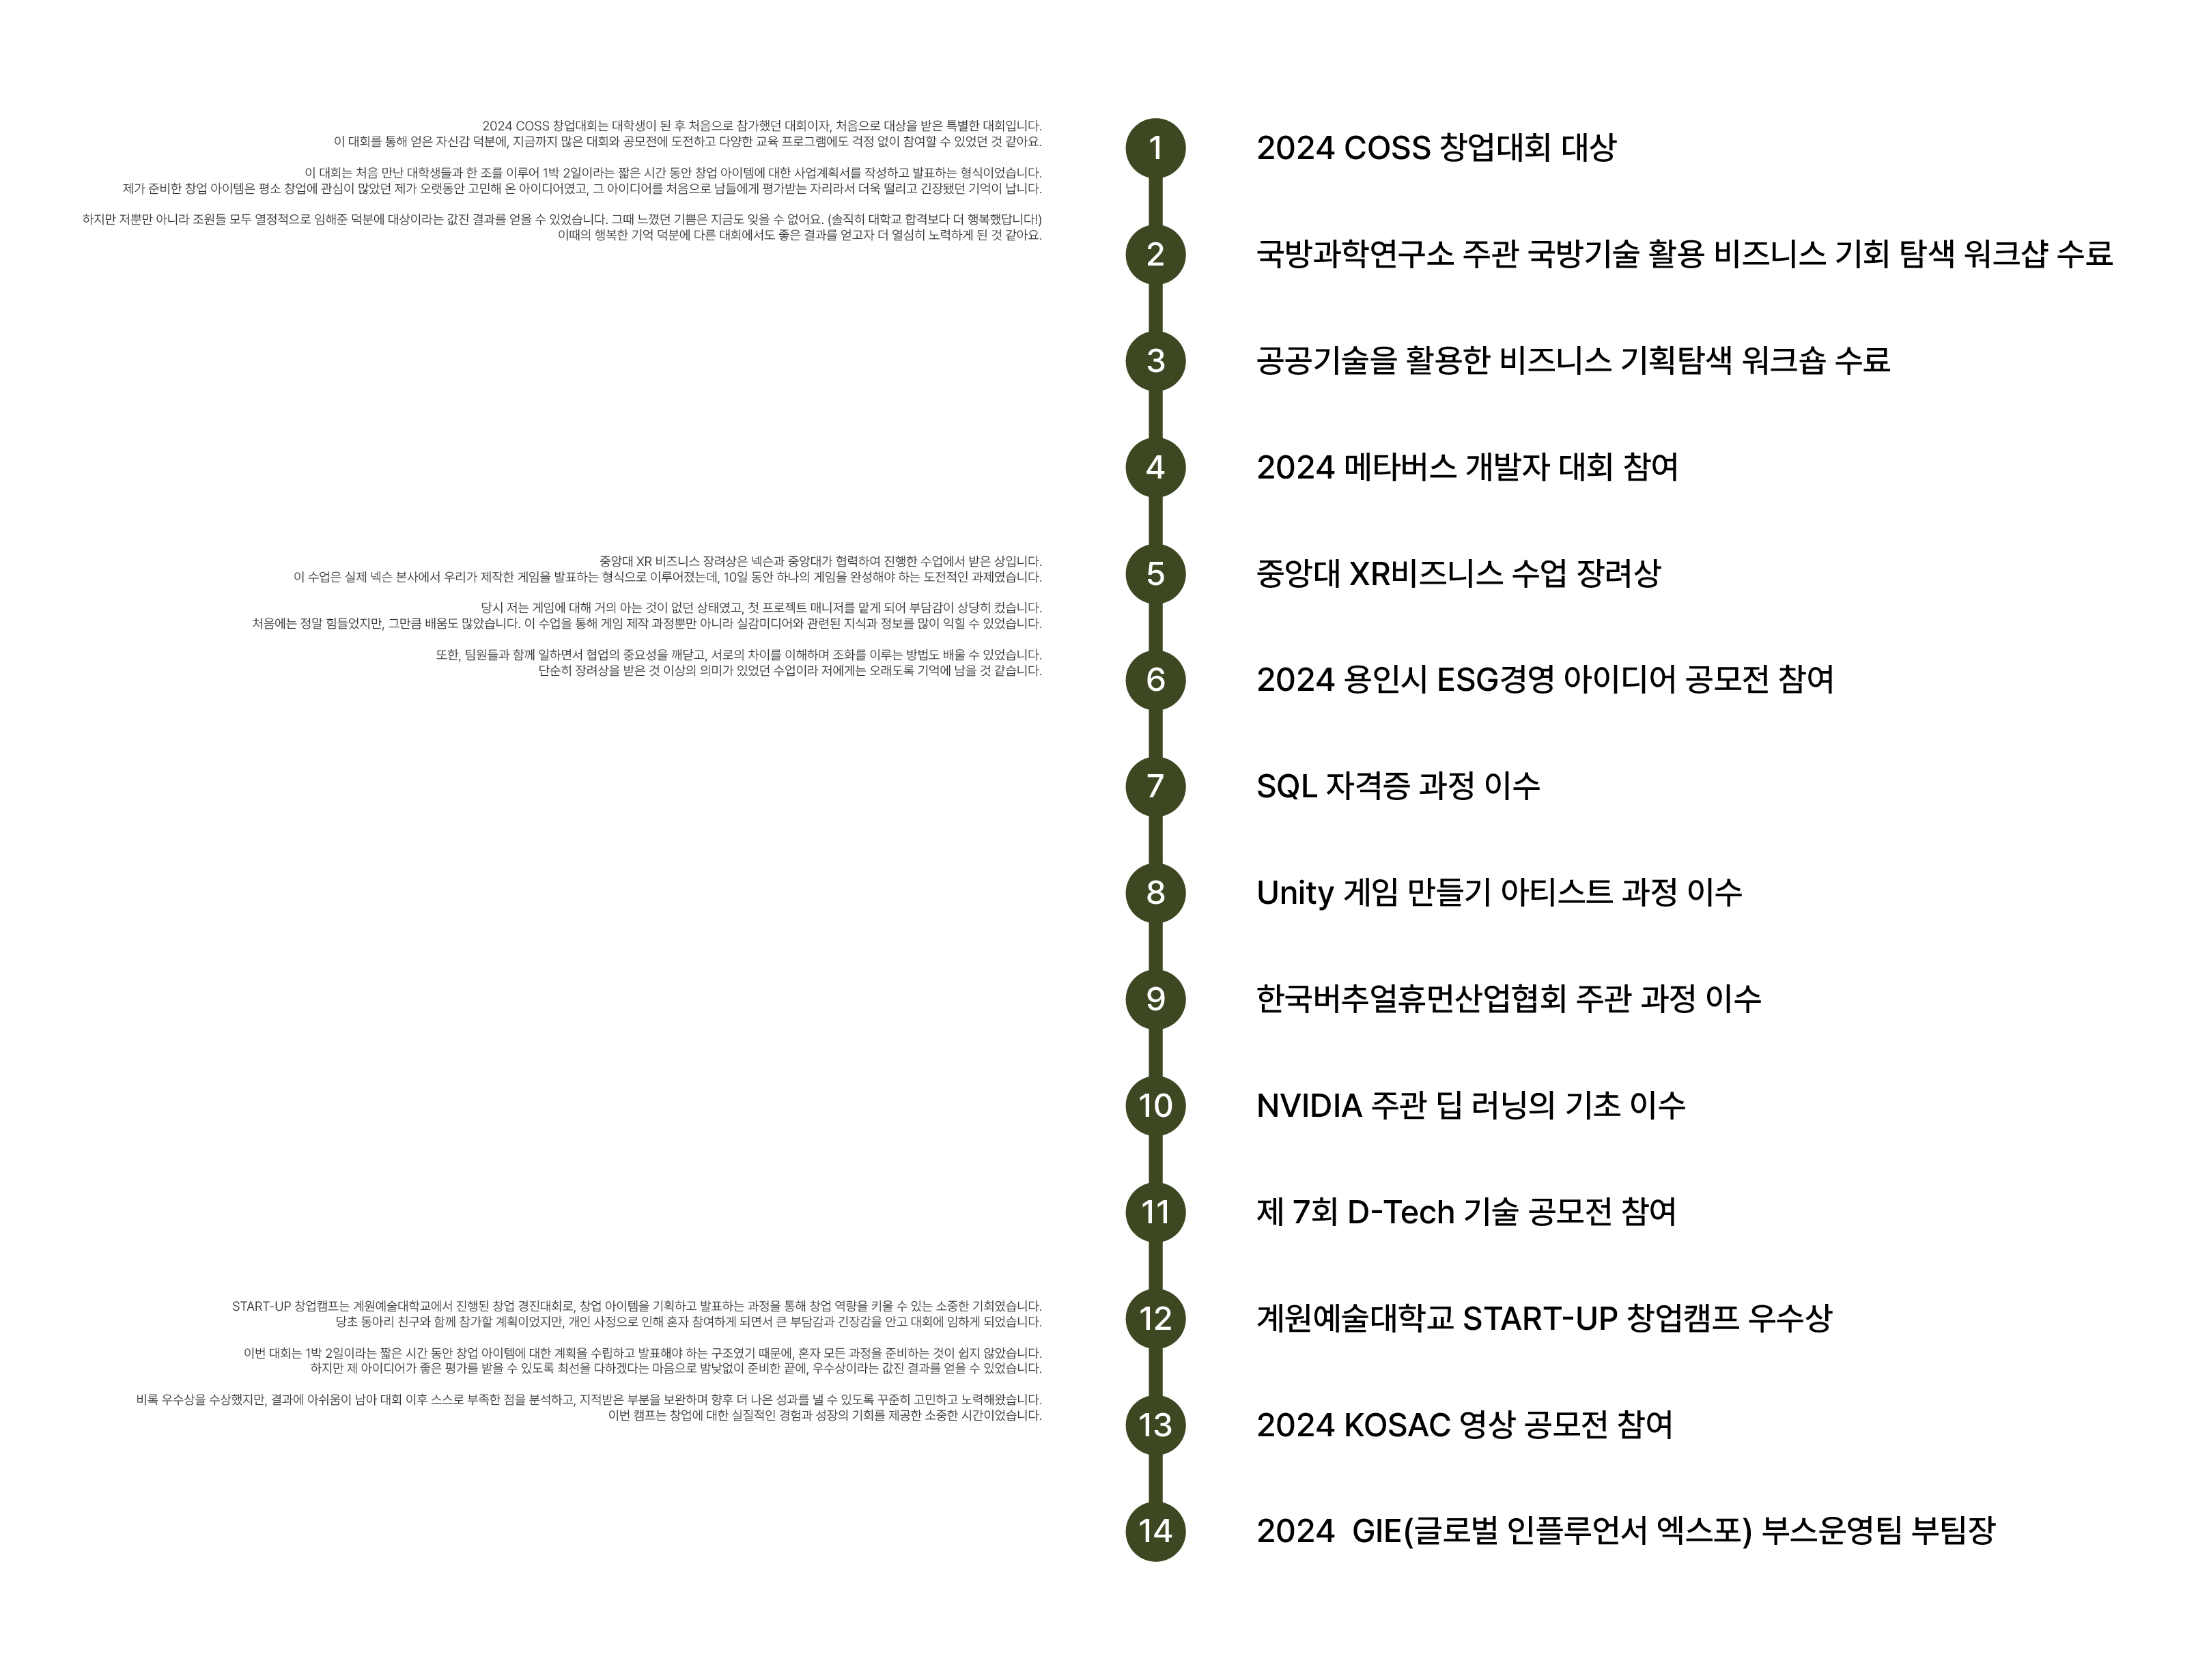 2024 COSS 창업대회는 대학생이 된 후 처음으로 참가했던 대회이자, 처음으로 대상을 받은 특별한 대회입니다.
이 대회를 통해 얻은 자신감 덕분에, 지금까지 많은 대회와 공모전에 도전하고 다양한 교육 프로그램에도 걱정 없이 참여할 수 있었던 것 같아요.
이 대회는 처음 만난 대학생들과 한 조를 이루어 1박 2일이라는 짧은 시간 동안 창업 아이템에 대한 사업계획서를 작성하고 발표하는 형식이었습니다.
제가 준비한 창업 아이템은 평소 창업에 관심이 많았던 제가 오랫동안 고민해 온 아이디어였고, 그 아이디어를 처음으로 남들에게 평가받는 자리라서 더욱 떨리고 긴장됐던 기억이 납니다.
하지만 저뿐만 아니라 조원들 모두 열정적으로 임해준 덕분에 대상이라는 값진 결과를 얻을 수 있었습니다. 그때 느꼈던 기쁨은 지금도 잊을 수 없어요. (솔직히 대학교 합격보다 더 행복했답니다!)
이때의 행복한 기억 덕분에 다른 대회에서도 좋은 결과를 얻고자 더 열심히 노력하게 된 것 같아요.
1 2024 COSS 창업대회 대상
2 국방과학연구소 주관 국방기술 활용 비즈니스 기회 탐색 워크샵 수료
3 공공기술을 활용한 비즈니스 기획탐색 워크숍 수료
4 2024 메타버스 개발자 대회 참여
중앙대 XR 비즈니스 장려상은 넥슨과 중앙대가 협력하여 진행한 수업에서 받은 상입니다.
이 수업은 실제 넥슨 본사에서 우리가 제작한 게임을 발표하는 형식으로 이루어졌는데, 10일 동안 하나의 게임을 완성해야 하는 도전적인 과제였습니다.
당시 저는 게임에 대해 거의 아는 것이 없던 상태였고, 첫 프로젝트 매니저를 맡게 되어 부담감이 상당히 컸습니다.
처음에는 정말 힘들었지만, 그만큼 배움도 많았습니다. 이 수업을 통해 게임 제작 과정뿐만 아니라 실감미디어와 관련된 지식과 정보를 많이 익힐 수 있었습니다.
또한, 팀원들과 함께 일하면서 협업의 중요성을 깨닫고, 서로의 차이를 이해하며 조화를 이루는 방법도 배울 수 있었습니다.
단순히 장려상을 받은 것 이상의 의미가 있었던 수업이라 저에게는 오래도록 기억에 남을 것 같습니다.
5 중앙대 XR비즈니스 수업 장려상
6 2024 용인시 ESG경영 아이디어 공모전 참여
7 SQL 자격증 과정 이수
8 Unity 게임 만들기 아티스트 과정 이수
9 한국버추얼휴먼산업협회 주관 과정 이수
10 NVIDIA 주관 딥 러닝의 기초 이수
11 제 7회 D-Tech 기술 공모전 참여
START-UP 창업캠프는 계원예술대학교에서 진행된 창업 경진대회로, 창업 아이템을 기획하고 발표하는 과정을 통해 창업 역량을 키울 수 있는 소중한 기회였습니다.
당초 동아리 친구와 함께 참가할 계획이었지만, 개인 사정으로 인해 혼자 참여하게 되면서 큰 부담감과 긴장감을 안고 대회에 임하게 되었습니다.
이번 대회는 1박 2일이라는 짧은 시간 동안 창업 아이템에 대한 계획을 수립하고 발표해야 하는 구조였기 때문에, 혼자 모든 과정을 준비하는 것이 쉽지 않았습니다.
하지만 제 아이디어가 좋은 평가를 받을 수 있도록 최선을 다하겠다는 마음으로 밤낮없이 준비한 끝에, 우수상이라는 값진 결과를 얻을 수 있었습니다.
비록 우수상을 수상했지만, 결과에 아쉬움이 남아 대회 이후 스스로 부족한 점을 분석하고, 지적받은 부분을 보완하며 향후 더 나은 성과를 낼 수 있도록 꾸준히 고민하고 노력해왔습니다.
이번 캠프는 창업에 대한 실질적인 경험과 성장의 기회를 제공한 소중한 시간이었습니다.
12 계원예술대학교 START-UP 창업캠프 우수상
13 2024 KOSAC 영상 공모전 참여
14 2024 GIE(글로벌 인플루언서 엑스포) 부스운영팀 부팀장